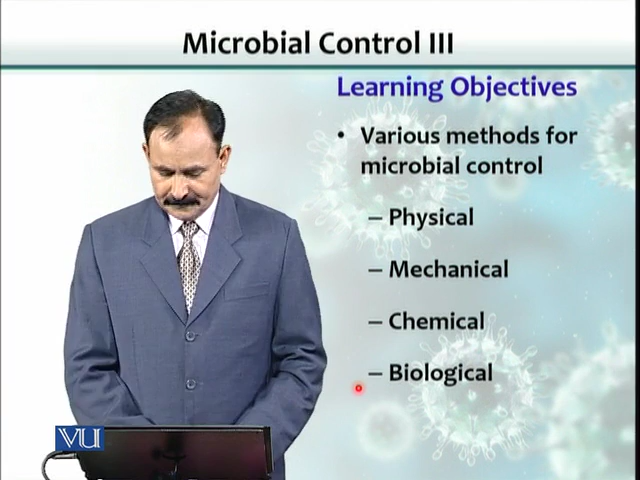 Microbial Control III
Learning Objectives
• Various methods for
microbial control
– Physical
– Mechanical
– Chemical
– Biological
VU